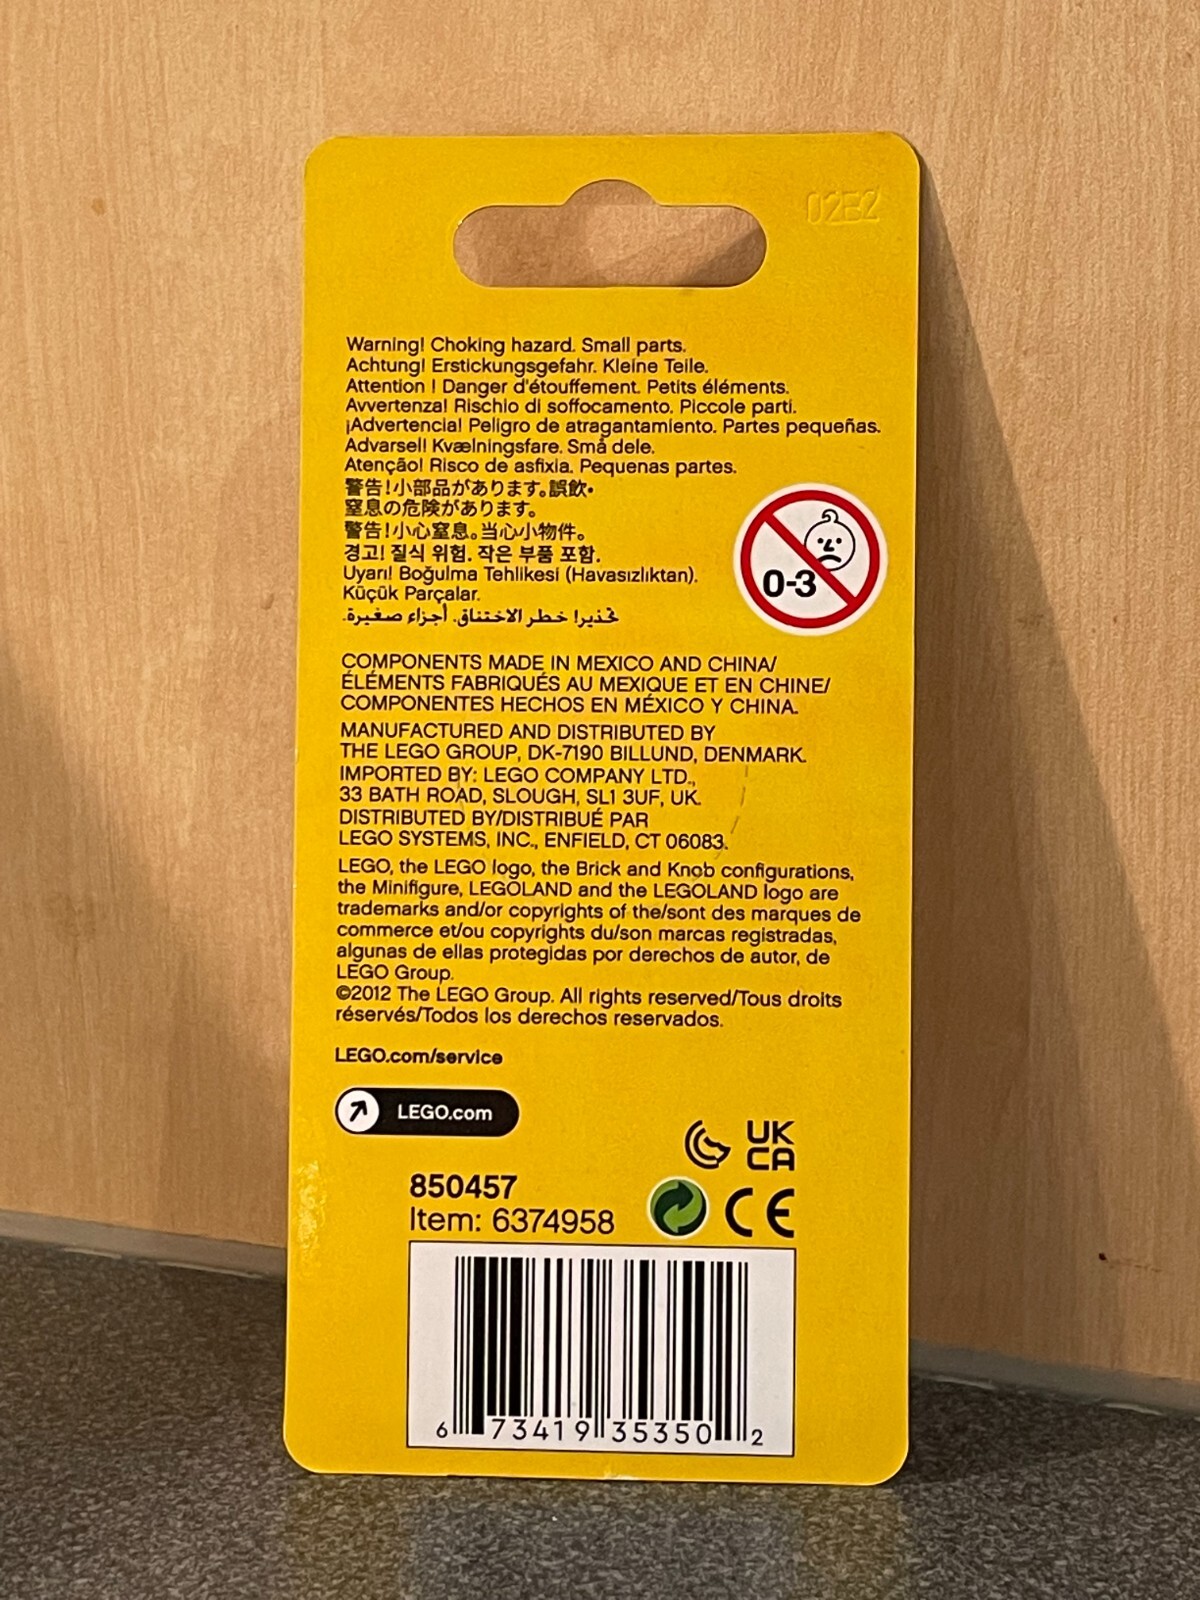 02E2
Warning! Choking hazard. Small parts.
Achtung! Erstickungsgefahr. Kleine Teile.
Attention ! Danger d'étouffement. Petits éléments.
Avvertenza! Rischio di soffocamento. Piccole parti.
¡Advertencia! Peligro de atragantamiento. Partes pequeñas.
Advarsel! Kvælningsfare. Små dele.
Atenção! Risco de asfixia. Pequenas partes.
警告!小部品があります。誤飲・
窒息の危険があります。
警告!小心窒息。当心小物件。
경고! 질식 위험. 작은 부품 포함.
Uyarı! Boğulma Tehlikesi (Havasızlıktan).
Küçük Parçalar.
تحذير! خطر الاختناق. أجزاء صغيرة.
0-3
COMPONENTS MADE IN MEXICO AND CHINA/
ÉLÉMENTS FABRIQUÉS AU MEXIQUE ET EN CHINE/
COMPONENTES HECHOS EN MÉXICO Y CHINA.
MANUFACTURED AND DISTRIBUTED BY
THE LEGO GROUP, DK-7190 BILLUND, DENMARK.
IMPORTED BY: LEGO COMPANY LTD.,
33 BATH ROAD, SLOUGH, SL1 3UF, UK.
DISTRIBUTED BY/DISTRIBUÉ PAR
LEGO SYSTEMS, INC., ENFIELD, CT 06083.
LEGO, the LEGO logo, the Brick and Knob configurations,
the Minifigure, LEGOLAND and the LEGOLAND logo are
trademarks and/or copyrights of the/sont des marques de
commerce et/ou copyrights du/son marcas registradas,
algunas de ellas protegidas por derechos de autor, de
LEGO Group.
©2012 The LEGO Group. All rights reserved/Tous droits
réservés/Todos los derechos reservados.
LEGO.com/service
LEGO.com
UK
CA
850457
Item: 6374958
CE
6 73419 35350 2